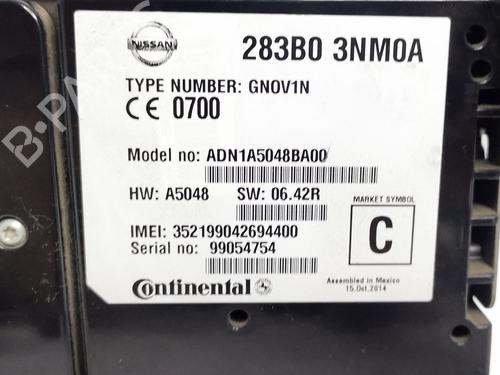 NISSAN
283B0 3NM0A
TYPE NUMBER: GNOV1N
CE 0700
Model no: ADN1A5048BA00
HW: A5048 SW: 06.42R
MARKET SYMBOL
C
IMEI: 352199042694400
Serial no: 99054754
Continental
Assembled in Mexico
15.Oct.2014